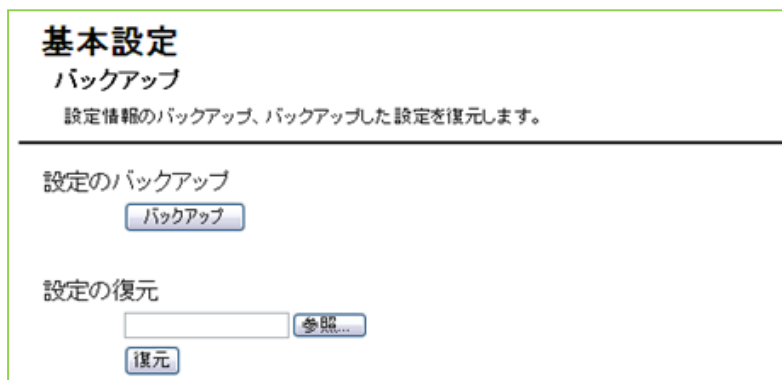 基本設定
バックアップ
設定情報のバックアップ、バックアップした設定を復元します。
設定のバックアップ
バックアップ
設定の復元
参照...
復元